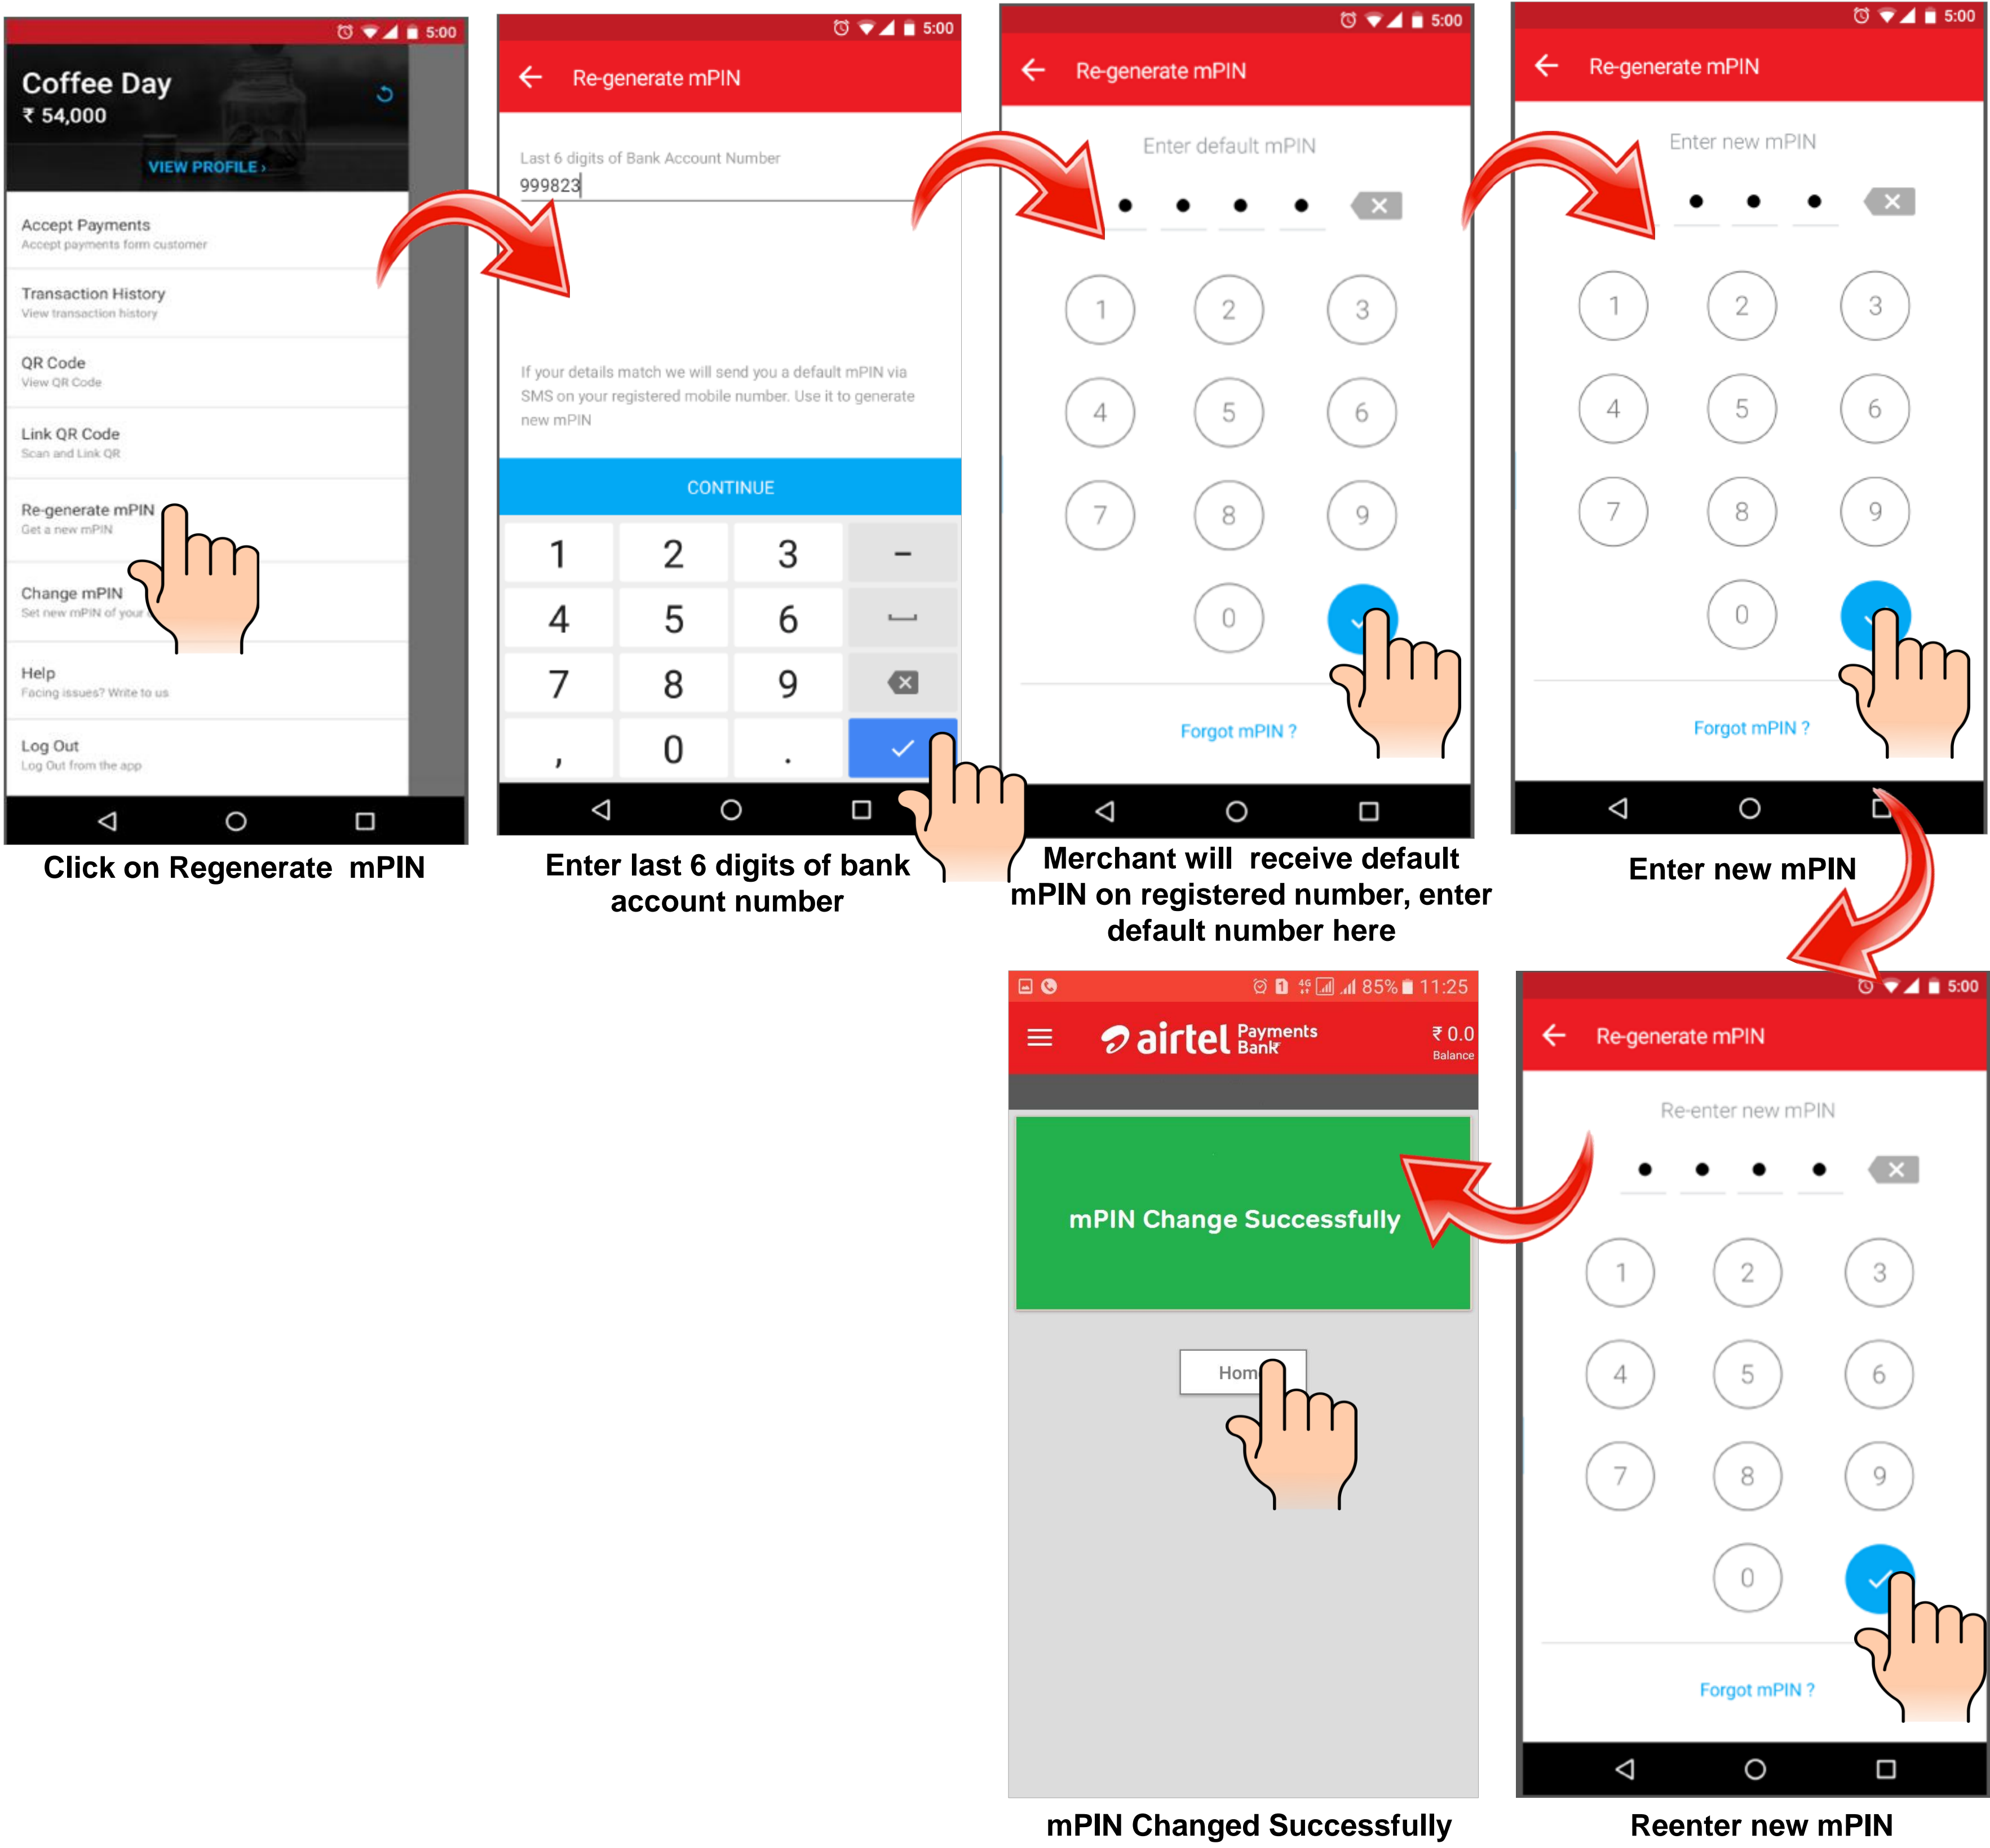 5:00
Coffee Day
₹ 54,000
VIEW PROFILE ›
Accept Payments
Accept payments form customer
Transaction History
View transaction history
QR Code
View QR Code
Link QR Code
Scan and Link QR
Re-generate mPIN
Get a new mPIN
Change mPIN
Set new mPIN of your
Help
Facing issues? Write to us
Log Out
Log Out from the app
Click on Regenerate mPIN
5:00
Re-generate mPIN
Last 6 digits of Bank Account Number
999823
If your details match we will send you a default mPIN via
SMS on your registered mobile number. Use it to generate
new mPIN
CONTINUE
1 2 3 -
4 5 6
7 8 9
, 0 .
Enter last 6 digits of bank
account number
5:00
Re-generate mPIN
Enter default mPIN
1 2 3
4 5 6
7 8 9
0
Forgot mPIN ?
Merchant will receive default
mPIN on registered number, enter
default number here
5:00
Re-generate mPIN
Enter new mPIN
1 2 3
4 5 6
7 8 9
0
Forgot mPIN ?
Enter new mPIN
5:00
Re-generate mPIN
Re-enter new mPIN
1 2 3
4 5 6
7 8 9
0
Forgot mPIN ?
Reenter new mPIN
1 4G 85% 11:25
airtel Payments
Bank
₹ 0.0
Balance
mPIN Change Successfully
Hom
mPIN Changed Successfully